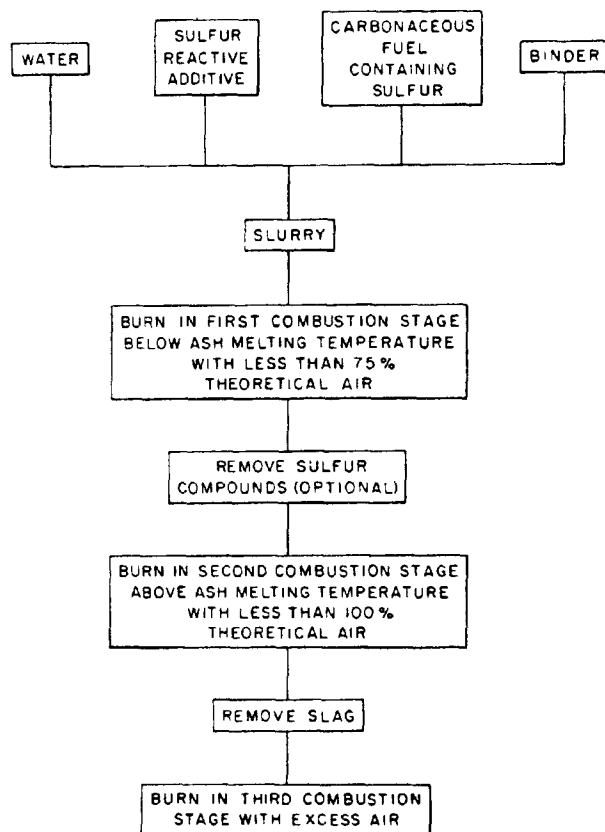 WATER
SULFUR
REACTIVE
ADDITIVE
CARBONACEOUS
FUEL
CONTAINING
SULFUR
BINDER
SLURRY
BURN IN FIRST COMBUSTION STAGE
BELOW ASH MELTING TEMPERATURE
WITH LESS THAN 75%
THEORETICAL AIR
REMOVE SULFUR
COMPOUNDS (OPTIONAL)
BURN IN SECOND COMBUSTION STAGE
ABOVE ASH MELTING TEMPERATURE
WITH LESS THAN 100%
THEORETICAL AIR
REMOVE SLAG
BURN IN THIRD COMBUSTION
STAGE WITH EXCESS AIR